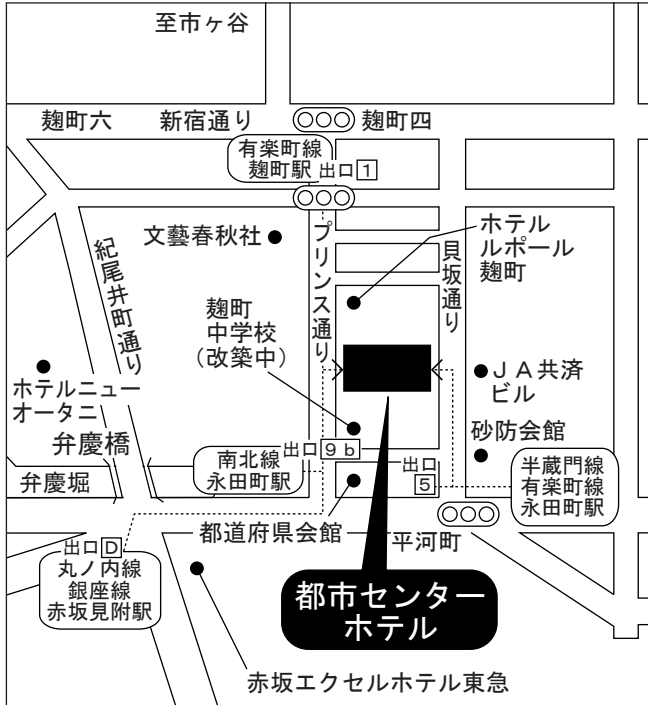 至市ヶ谷
麹町六
新宿通り
麹町四
有楽町線
麹町駅
出口1
文藝春秋社
プリンス通り
ホテル
ルポール
麹町
貝坂通り
紀尾井町通り
麹町
中学校
(改築中)
ホテルニュー
オータニ
JA共済
ビル
弁慶橋
弁慶堀
南北線
永田町駅
出口9b
出口
5
砂防会館
半蔵門線
有楽町線
永田町駅
都道府県会館
平河町
出口D
丸ノ内線
銀座線
赤坂見附駅
都市センター
ホテル
赤坂エクセルホテル東急